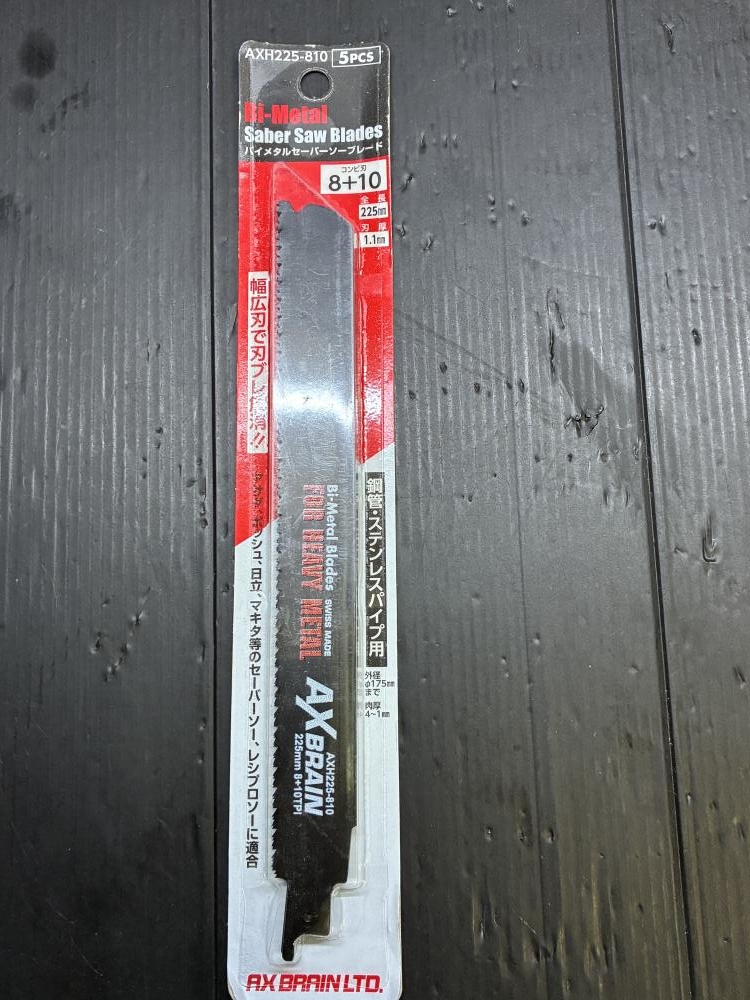 AXH225-810 5PCS
Bi-Metal
Saber Saw Blades
バイメタルセーバーソーブレード
コンビ刃
8+10
全長
225mm
刃厚
1.1mm
幅広刃で刃ブレ解消!!
鋼管・ステンレスパイプ用
外径
φ175mm
まで
肉厚
4~1mm
Bi-Metal Blades SWISS MADE
FOR HEAVY METAL
AX BRAIN
AXH225-810
225mm 8+10TPI
ボッシュ、日立、マキタ等のセーバーソー、レシプロソーに適合
AX BRAIN LTD.